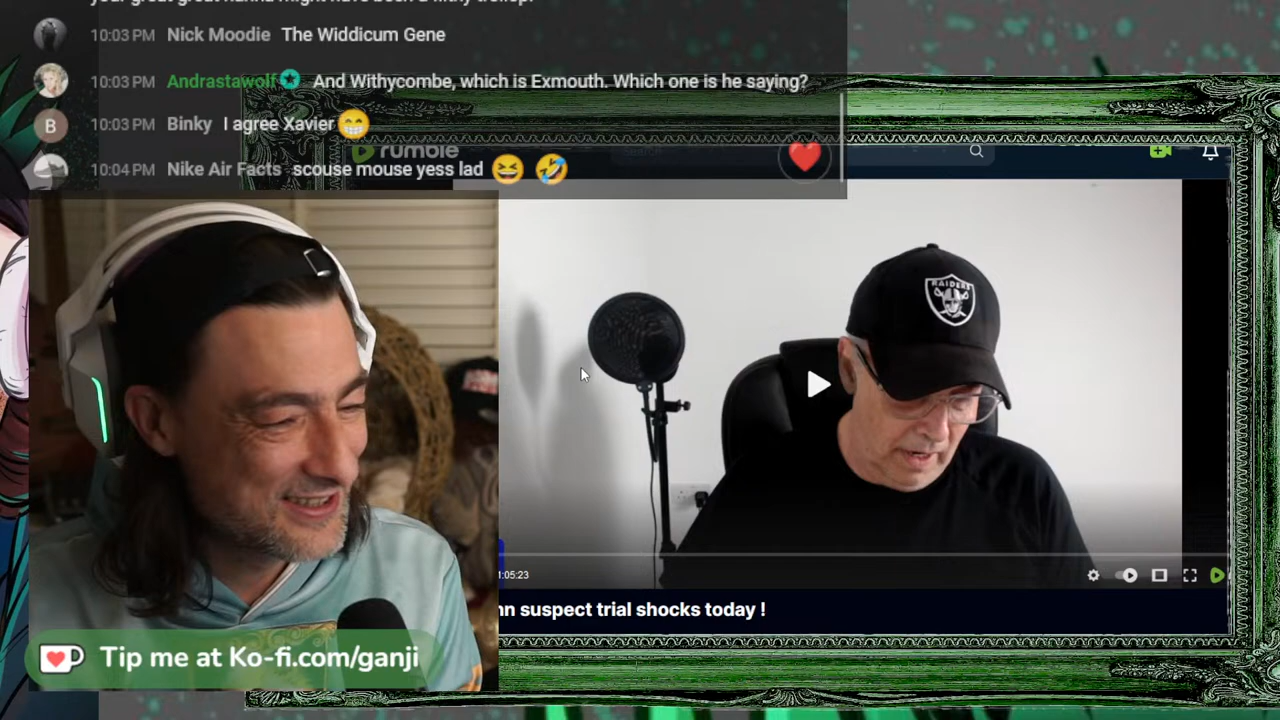 10:03 PM Nick Moodie The Widdicum Gene
10:03 PM Andrastawolf And Withycombe, which is Exmouth. Which one is he saying?
B 10:03 PM Binky I agree Xavier 😁
rumble
10:04 PM Nike Air Facts scouse mouse yess lad 😆 🤣
RAIDERS
1:05:23
suspect trial shocks today !
Tip me at Ko-fi.com/ganji